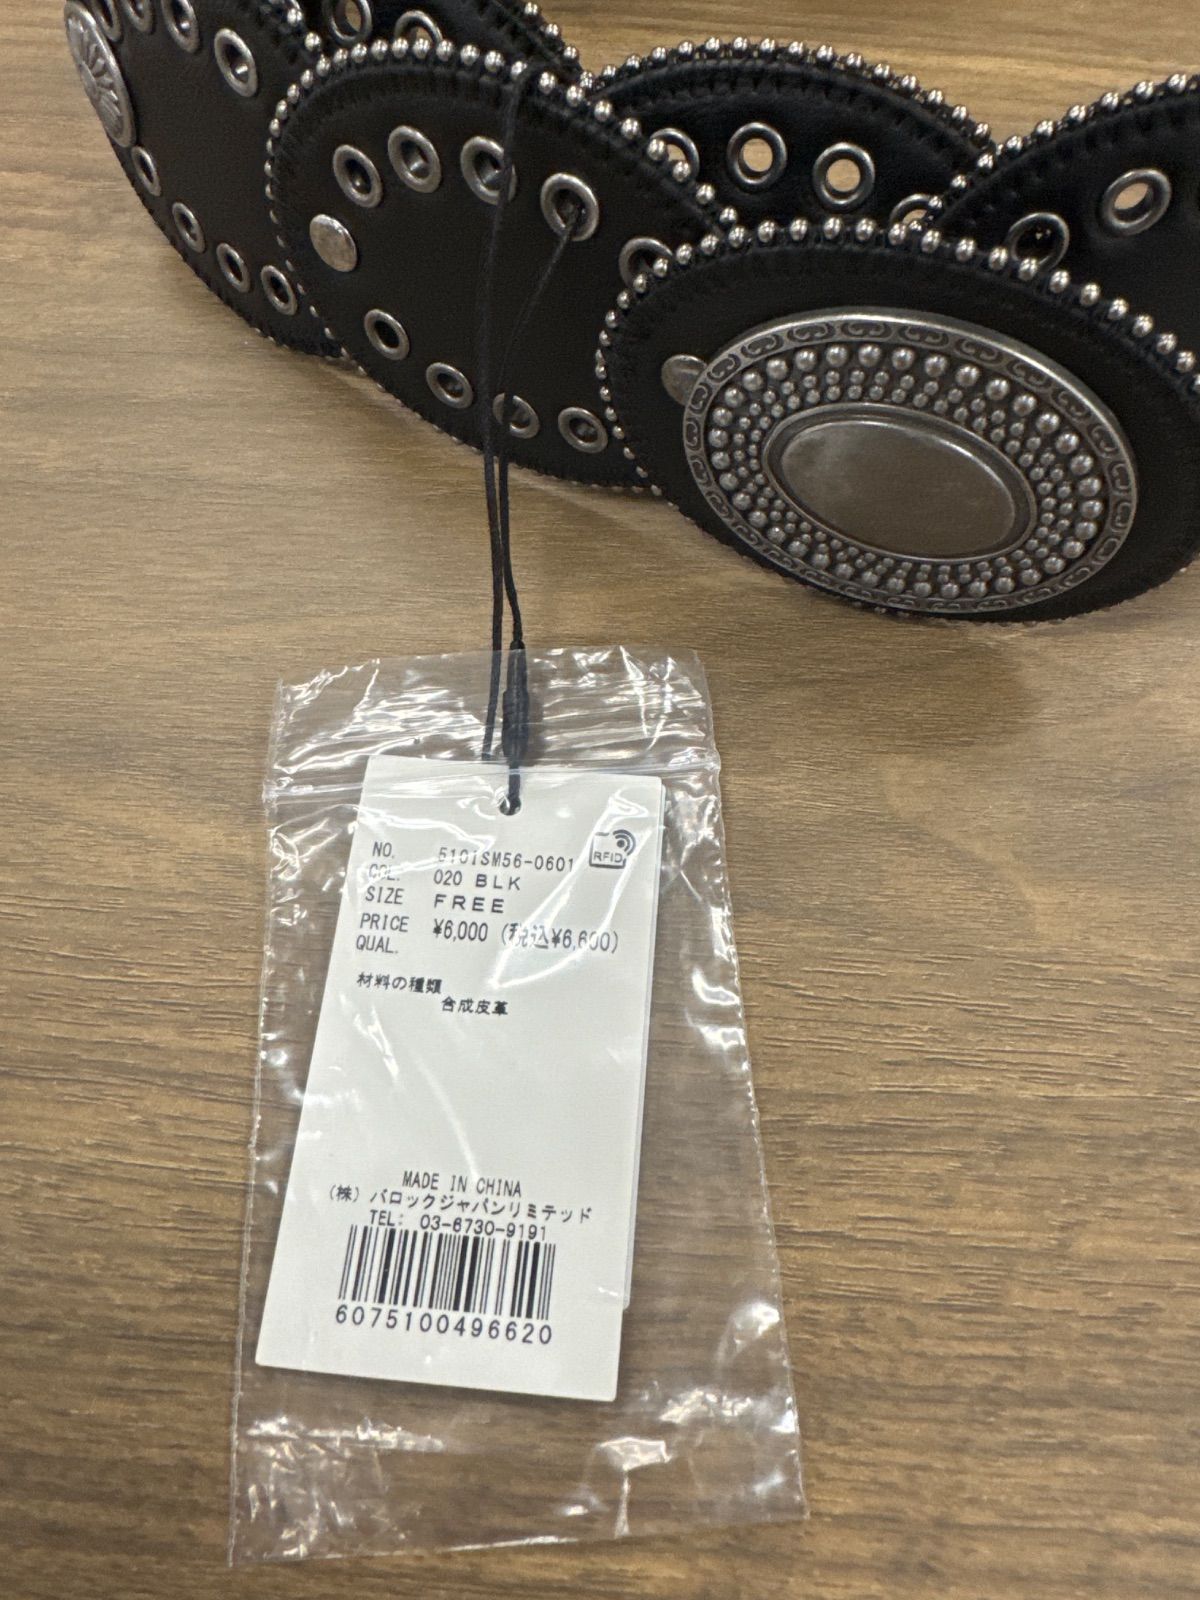 RFID
NO. 5101SM56-0601
COL. 020 BLK
SIZE FREE
PRICE ¥6,000 (税込¥6,600)
QUAL.
材料の種類
合成皮革
MADE IN CHINA
(株) バロックジャパンリミテッド
TEL: 03-6730-9191
6075100496620